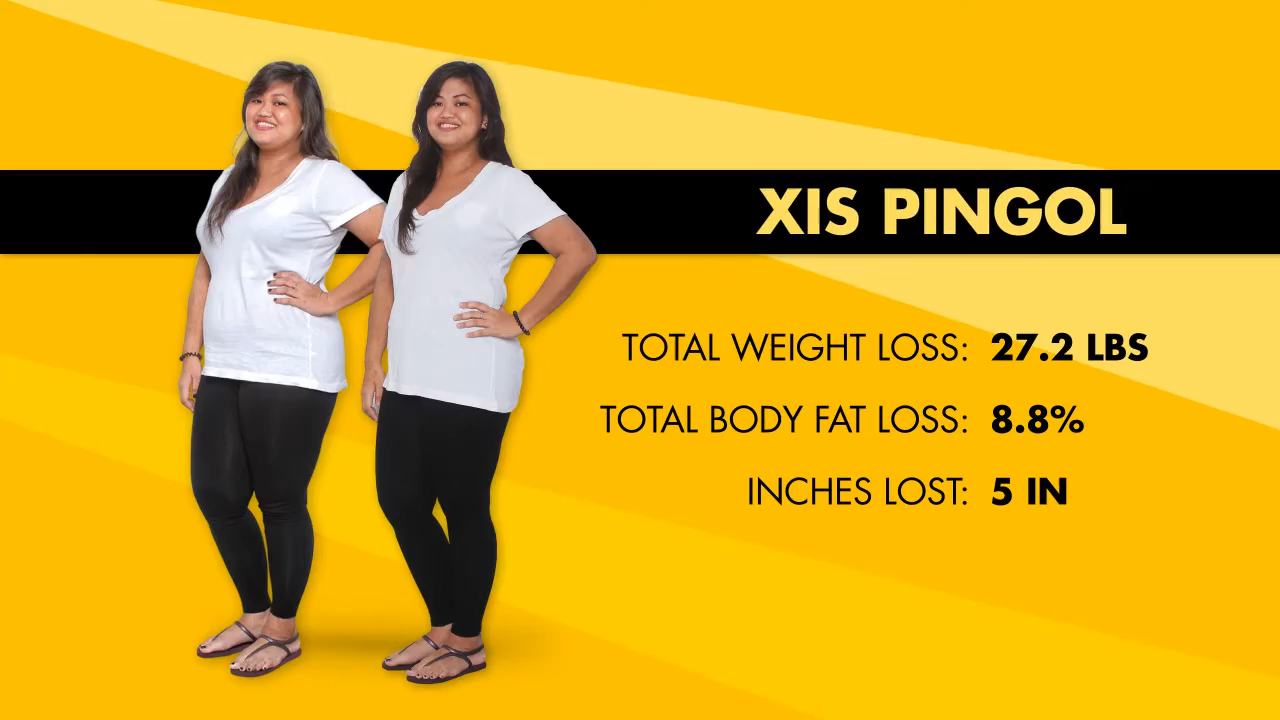 XIS PINGOL
TOTAL WEIGHT LOSS: 27.2 LBS
TOTAL BODY FAT LOSS: 8.8%
INCHES LOST: 5 IN